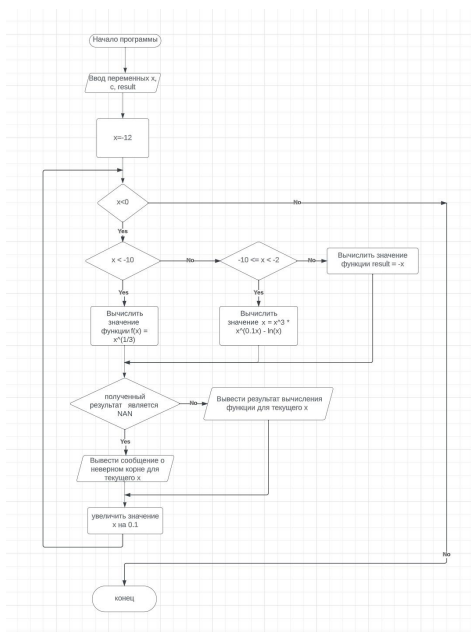 Начало программы
Ввод переменных x,
c, result
x=-12
x<0
No
Yes
x < -10
No
-10 <= x < -2
No
Вычислить значение
функции result = -x
Yes
Yes
Вычислить
значение
функции f(x) =
x^(1/3)
Вычислить
значение x = x^3 *
x^(0.1x) - ln(x)
полученный
результат является
NAN
No
Вывести результат вычисления
функции для текущего x
Yes
Вывести сообщение о
неверном корне для
текущего x
увеличить значение
x на 0.1
No
конец